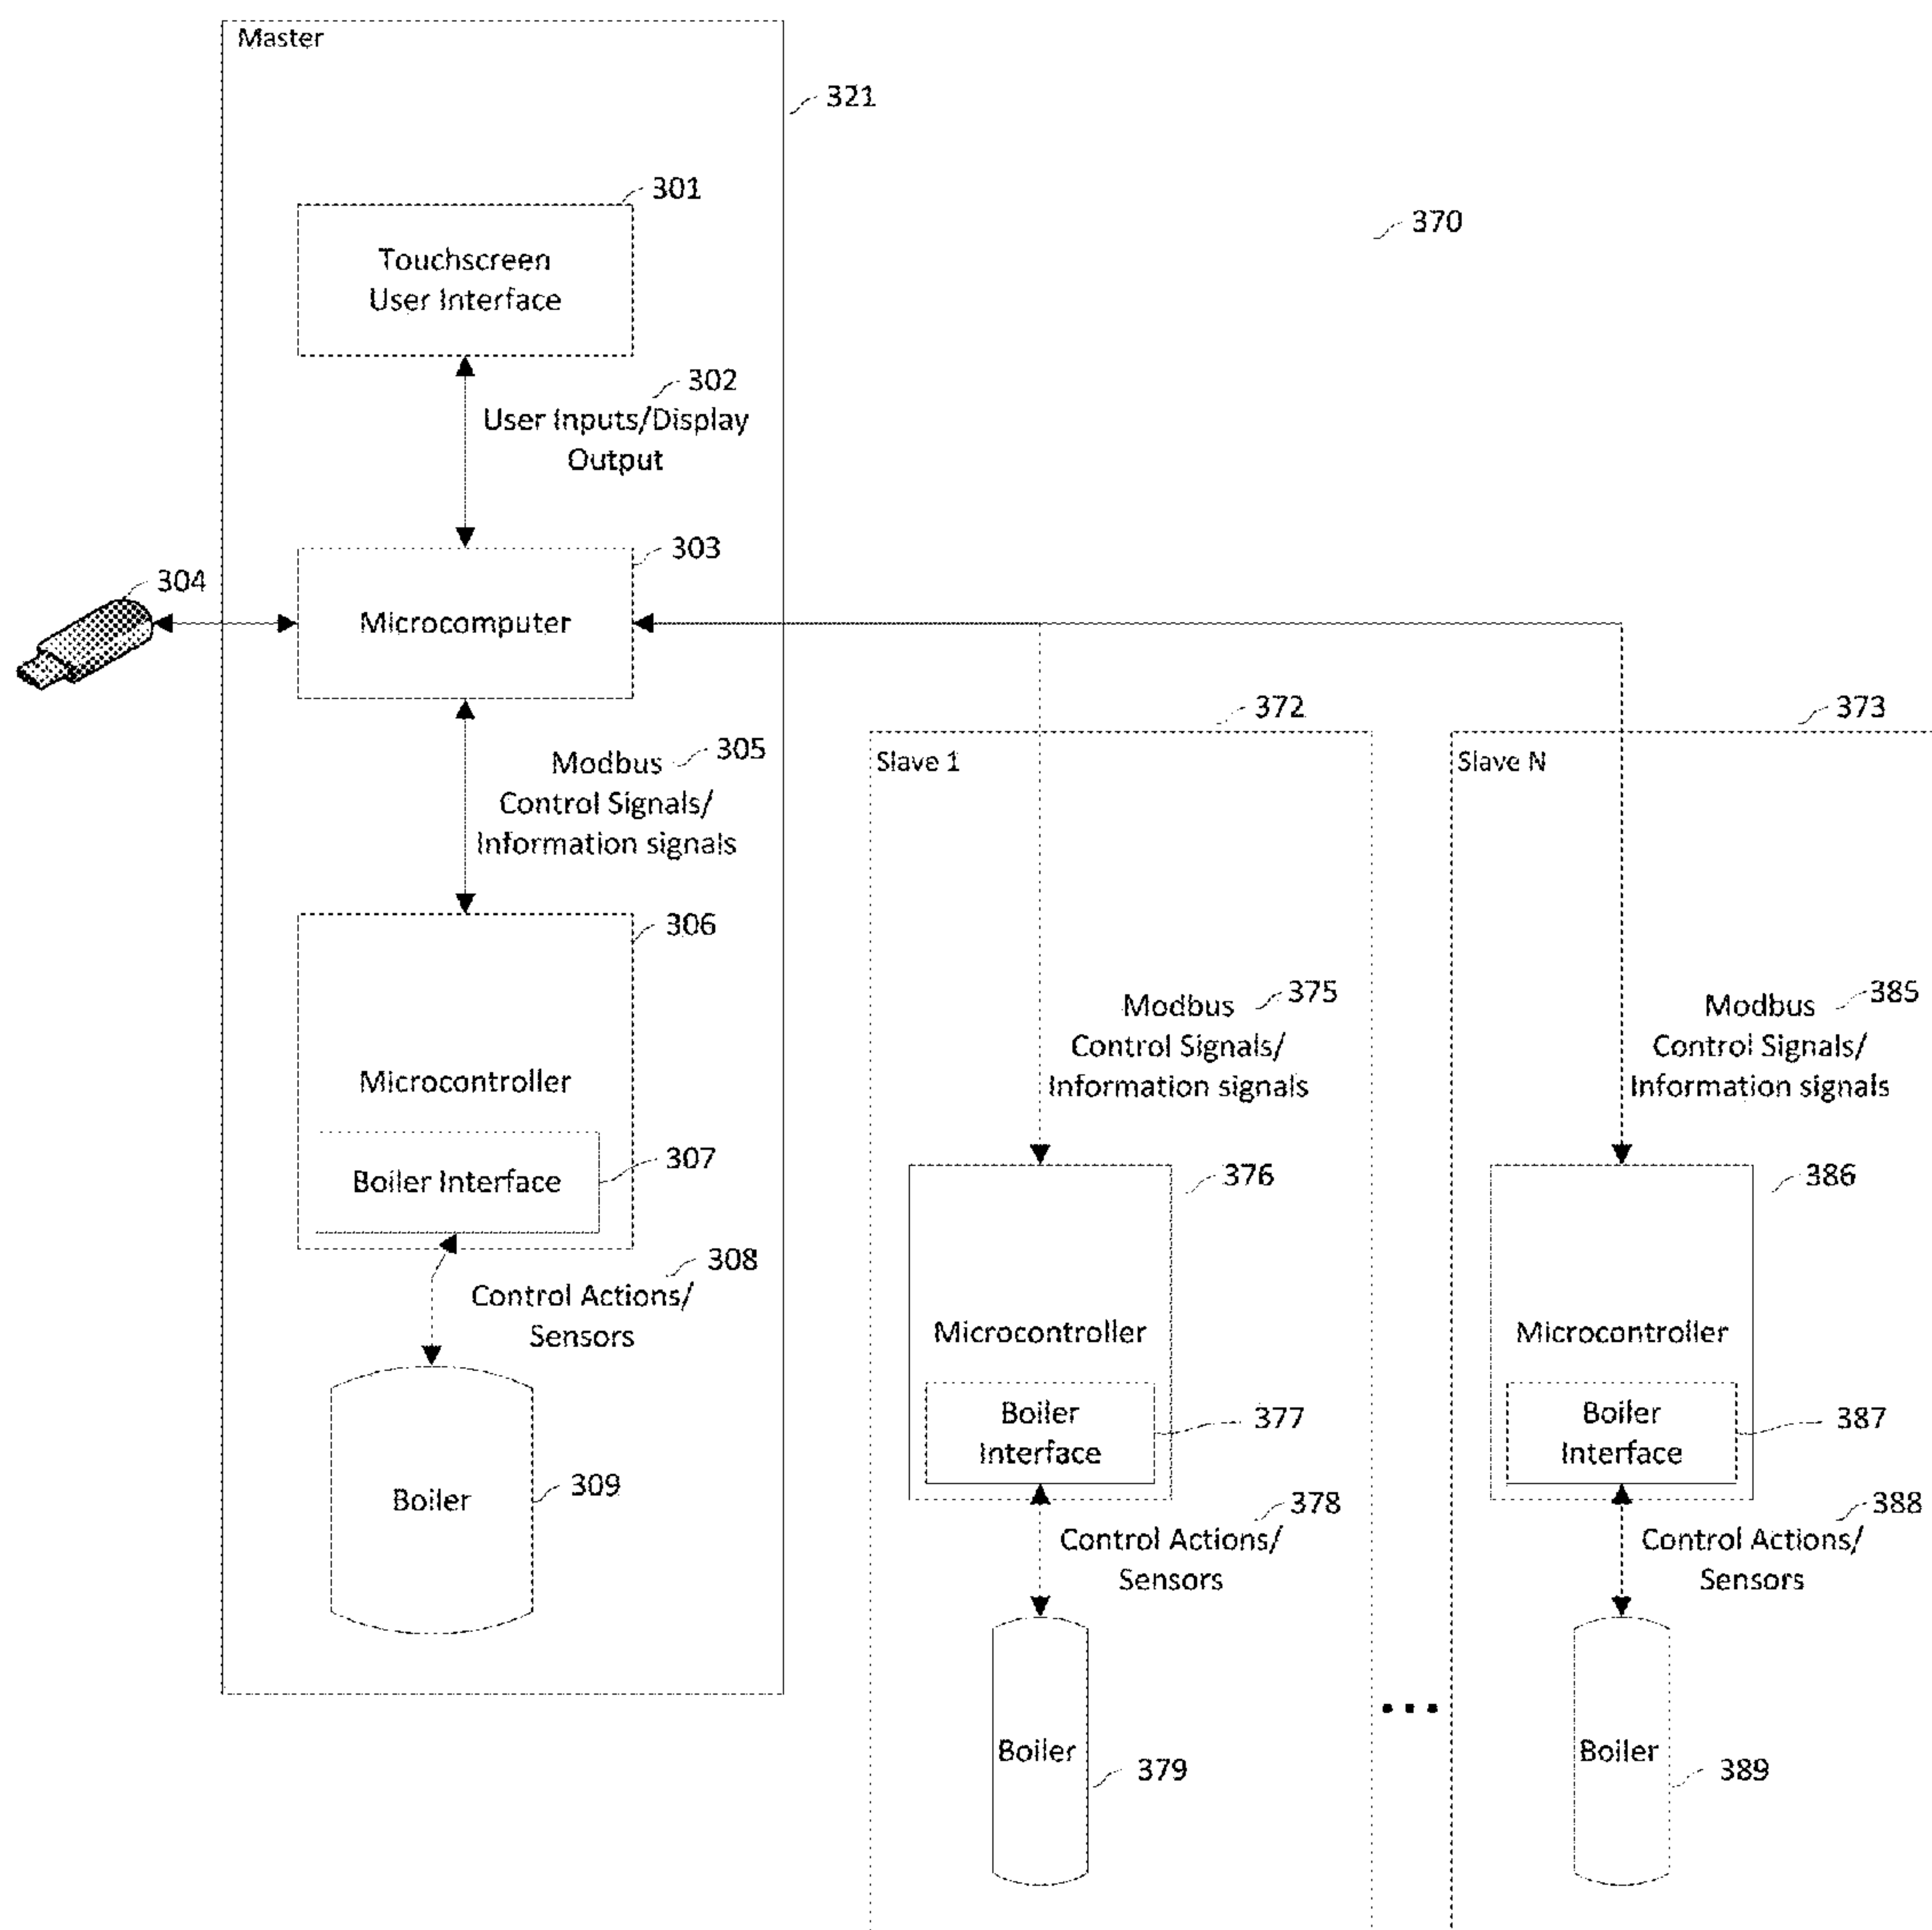 Master
321
301
370
Touchscreen
User Interface
302
User Inputs/Display
Output
303
304
Microcomputer
372
373
305
Modbus
Control Signals/
Information signals
Slave 1
Slave N
306
375
Modbus
Control Signals/
Information signals
385
Modbus
Control Signals/
Information signals
Microcontroller
307
Boiler Interface
376
386
308
Control Actions/
Sensors
Microcontroller
Microcontroller
Boiler
Interface
377
Boiler
Interface
387
Boiler
309
378
Control Actions/
Sensors
388
Control Actions/
Sensors
Boiler
379
Boiler
389